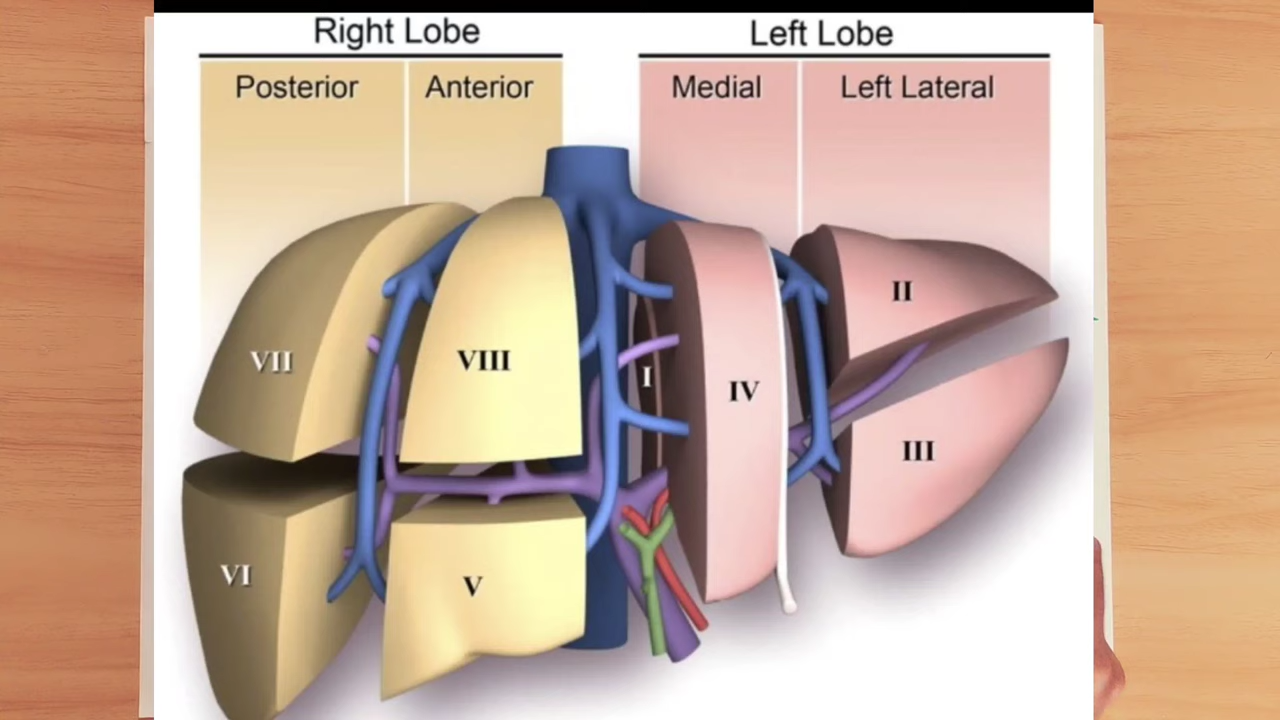 Right Lobe Left Lobe
Posterior Anterior Medial Left Lateral
II
VII VIII I IV
III
VI V